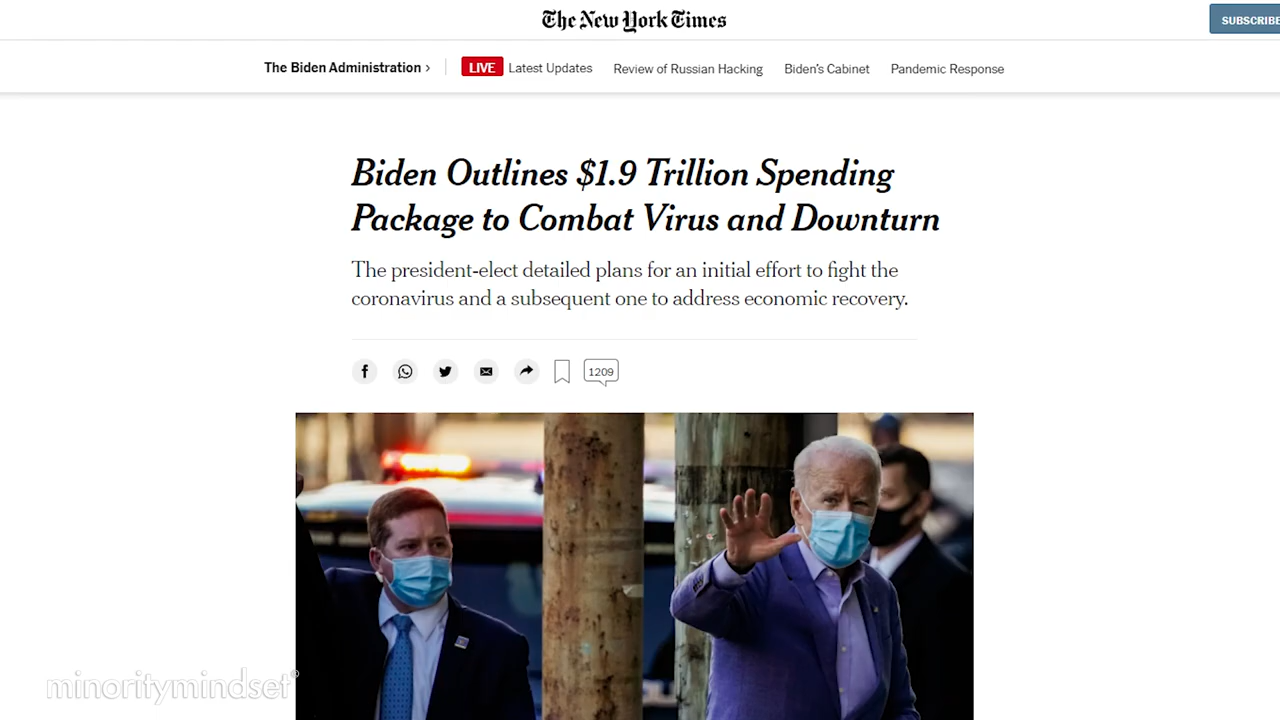 The New York Times
SUBSCRIBE
The Biden Administration ›
LIVE Latest Updates Review of Russian Hacking Biden's Cabinet Pandemic Response
Biden Outlines $1.9 Trillion Spending
Package to Combat Virus and Downturn
The president-elect detailed plans for an initial effort to fight the
coronavirus and a subsequent one to address economic recovery.
1209
minoritymindset®